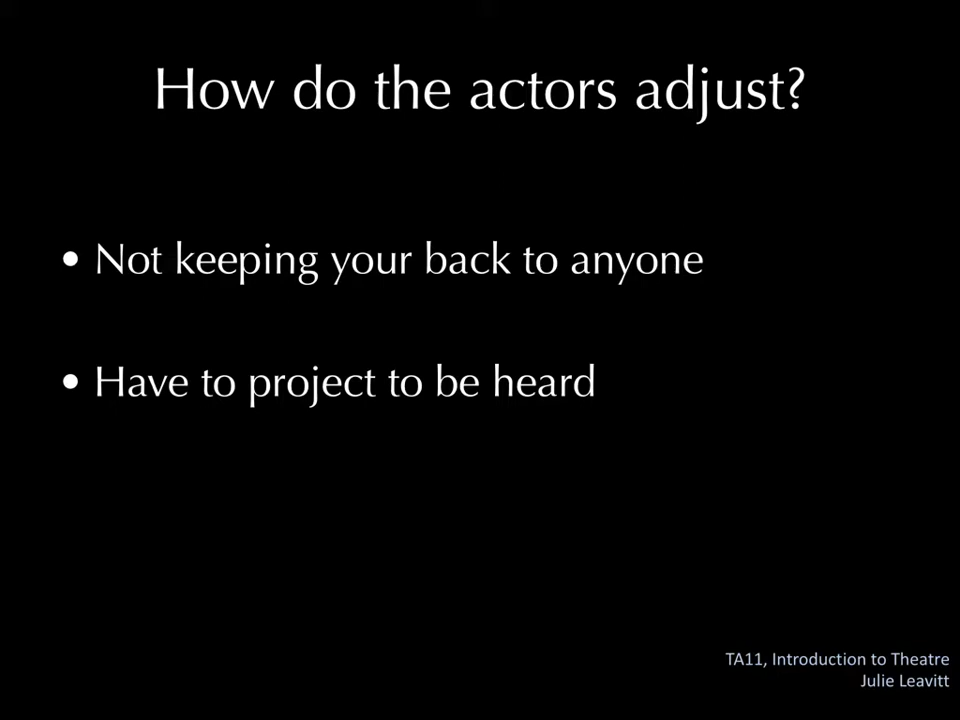 How do the actors adjust?
• Not keeping your back to anyone
• Have to project to be heard
TA11, Introduction to Theatre
Julie Leavitt